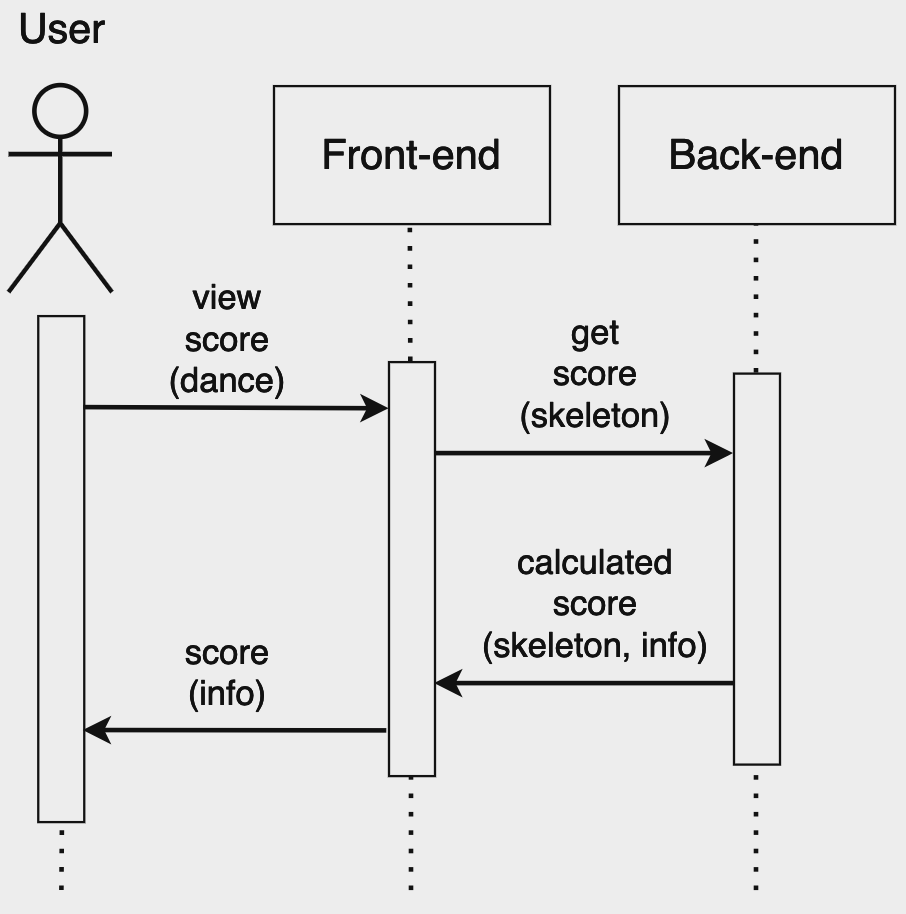 User
Front-end
Back-end
view
score
(dance)
get
score
(skeleton)
calculated
score
(skeleton, info)
score
(info)